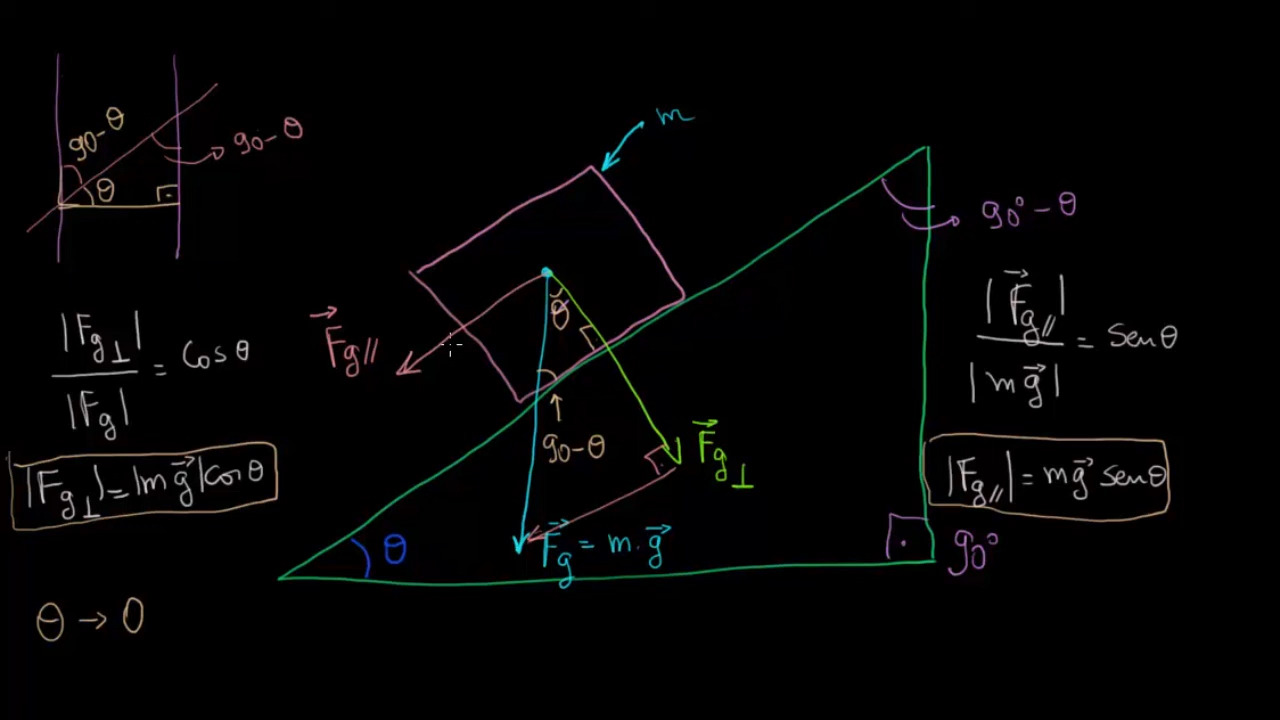 90-θ
θ
90-θ
m
90°-θ
θ
|Fg⊥| / |Fg| = Cosθ
|Fg⊥| = |mg⃗|cosθ
F⃗g//
90-θ
F⃗g⊥
F⃗g = m.g⃗
θ
|F⃗g//| / |mg⃗| = senθ
|Fg//| = mg⃗ senθ
90°
θ → 0